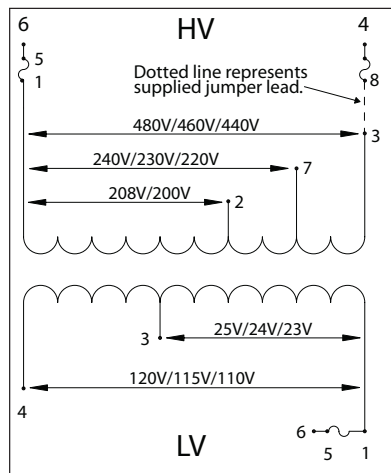 6 HV 4
5
1
8
Dotted line represents
supplied jumper lead.
480V/460V/440V
3
240V/230V/220V
7
208V/200V
2
3
25V/24V/23V
120V/115V/110V
4
6
5 1
LV